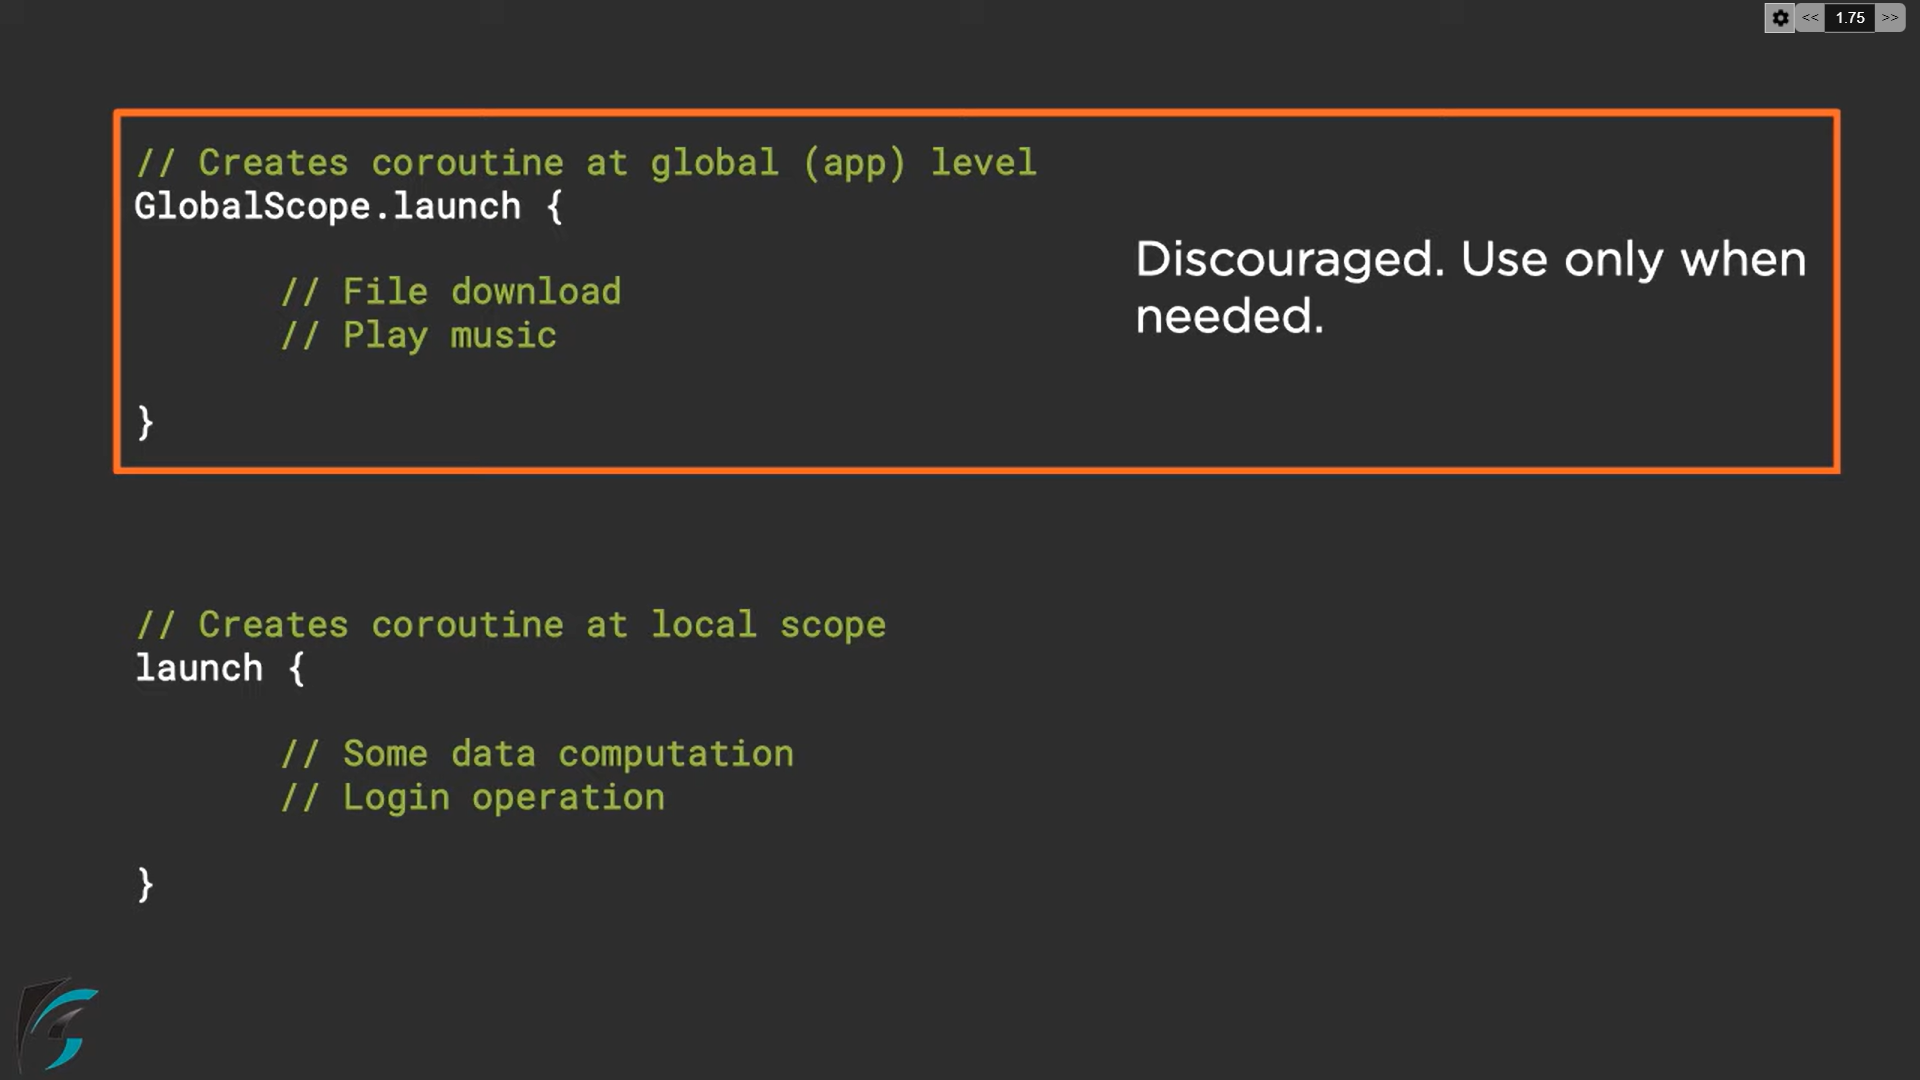 << 1.75 >>
// Creates coroutine at global (app) level
GlobalScope.launch {
// File download
// Play music
}
Discouraged. Use only when
needed.
// Creates coroutine at local scope
launch {
// Some data computation
// Login operation
}